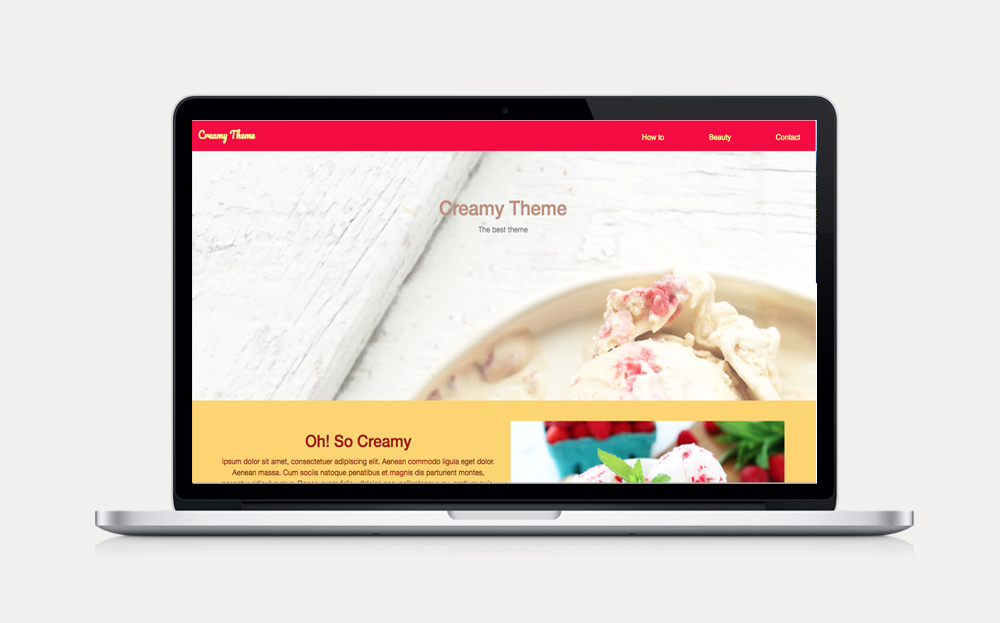 Creamy Theme
How to
Beauty
Contact
Creamy Theme
The best theme
Oh! So Creamy
ipsum dolor sit amet, consectetuer adipiscing elit. Aenean commodo ligula eget dolor.
Aenean massa. Cum sociis natoque penatibus et magnis dis parturient montes,